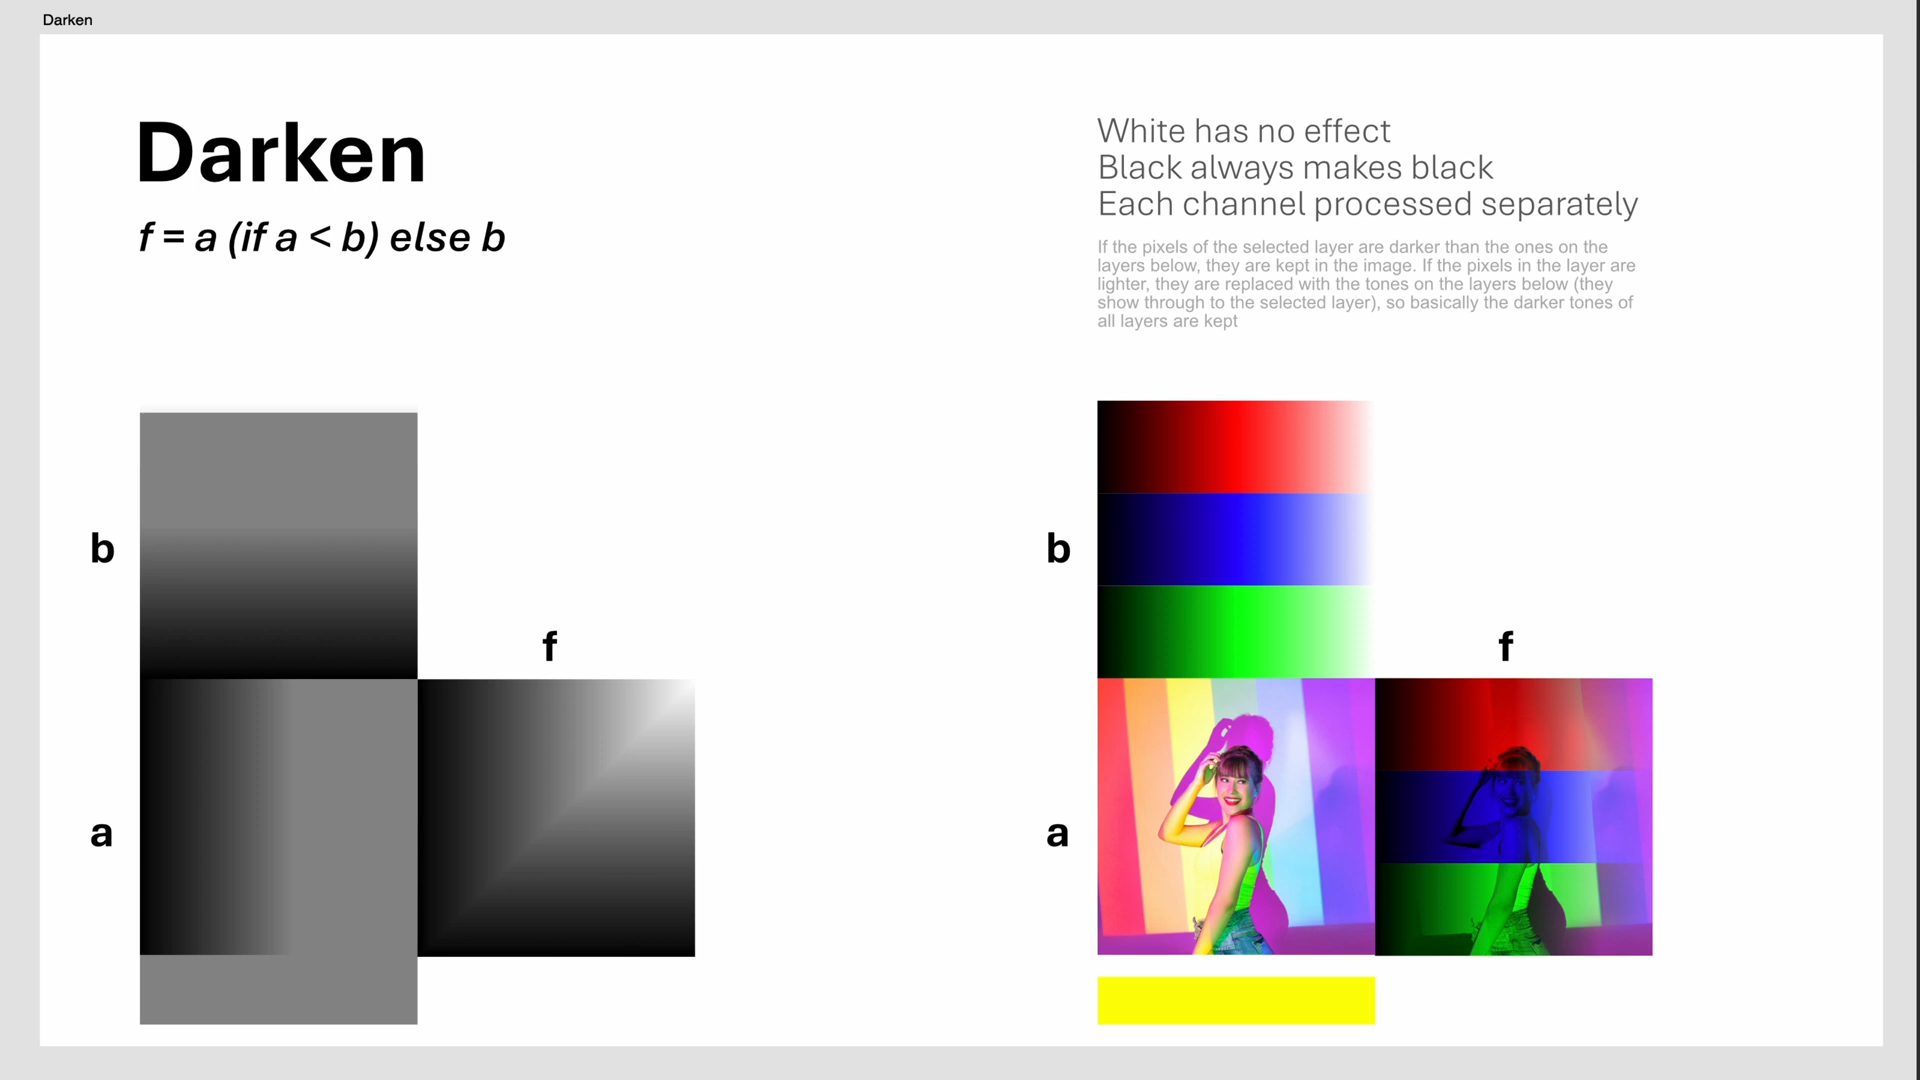 Darken
Darken
f = a (if a < b) else b
White has no effect
Black always makes black
Each channel processed separately
If the pixels of the selected layer are darker than the ones on the
layers below, they are kept in the image. If the pixels in the layer are
lighter, they are replaced with the tones on the layers below (they
show through to the selected layer), so basically the darker tones of
all layers are kept
b
f
a
b
f
a